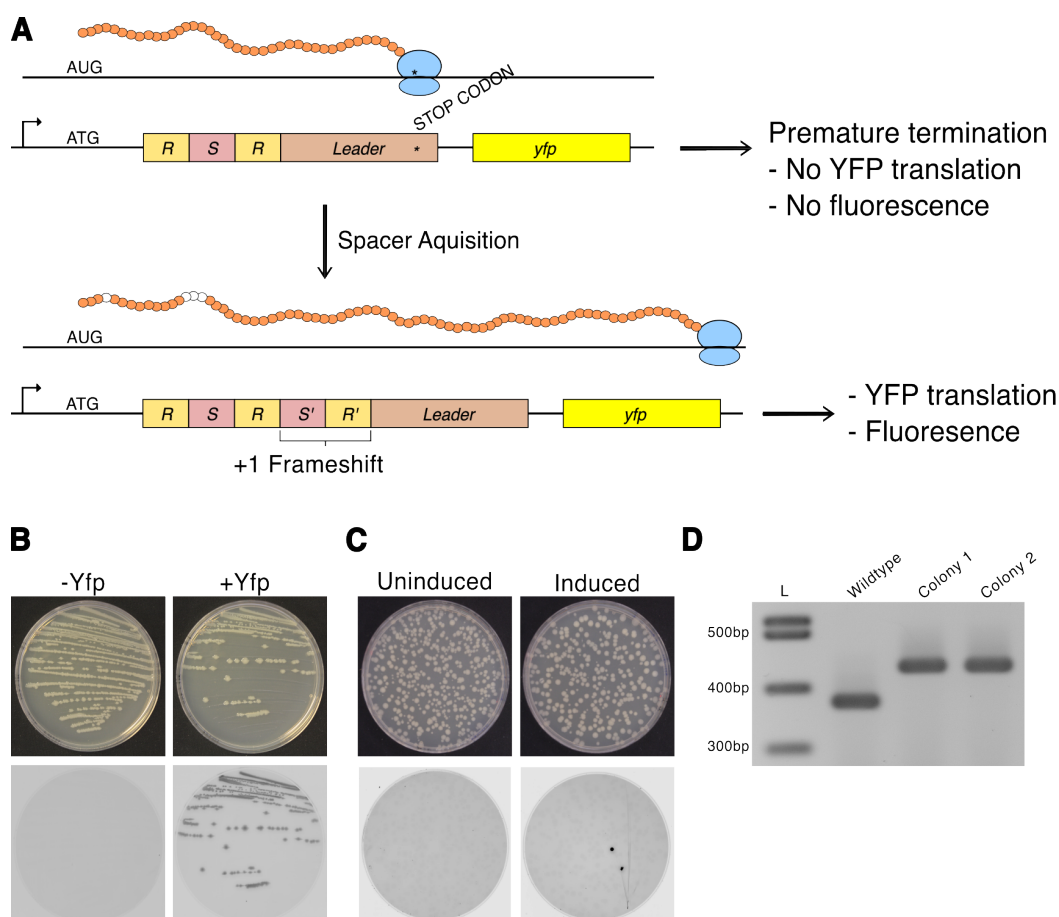 A
AUG
*
STOP CODON
ATG
R S R Leader * yfp
Premature termination
- No YFP translation
- No fluorescence
Spacer Aquisition
AUG
ATG
R S R S' R' Leader yfp
- YFP translation
- Fluoresence
+1 Frameshift
B
-Yfp +Yfp
C
Uninduced Induced
D
L Wildtype Colony 1 Colony 2
500bp
400bp
300bp